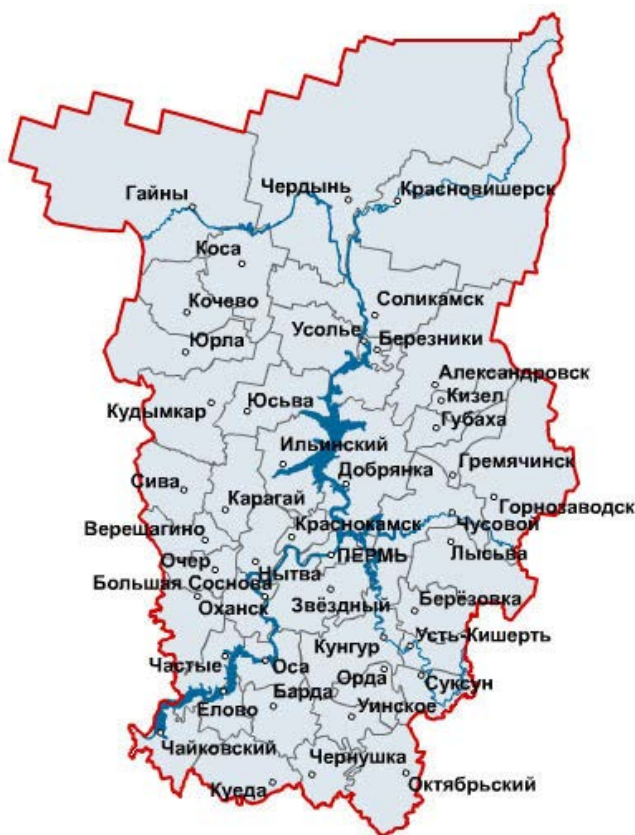 Гайны
Чердынь
Красновишерск
Коса
Кочево
Соликамск
Усолье
Березники
Юрла
Александровск
Кизел
Юсьва
Кудымкар
Губаха
Ильинский
Добрянка
Гремячинск
Сива
Карагай
Горнозаводск
Краснокамск
Чусовой
Верещагино
Лысьва
ПЕРМЬ
Очер
Нытва
Большая Соснова
Оханск
Звёздный
Берёзовка
Кунгур
Усть-Кишерть
Частые
Оса
Орда
Суксун
Барда
Елово
Уинское
Чайковский
Чернушка
Куеда
Октябрьский